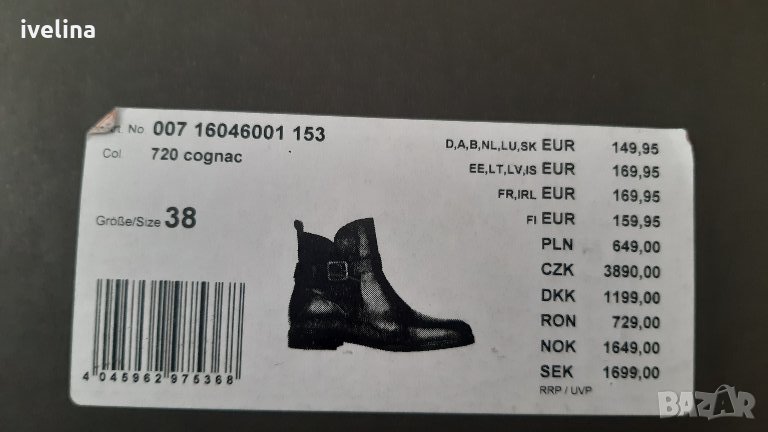 ivelina
Art. No 007 16046001 153
Col 720 cognac
Größe/Size 38
4 045962 975368
D,A,B,NL,LU,SK EUR 149,95
EE,LT,LV,IS EUR 169,95
FR,IRL EUR 169,95
FI EUR 159,95
PLN 649,00
CZK 3890,00
DKK 1199,00
RON 729,00
NOK 1649,00
SEK 1699,00
RRP / UVP
BAZAR